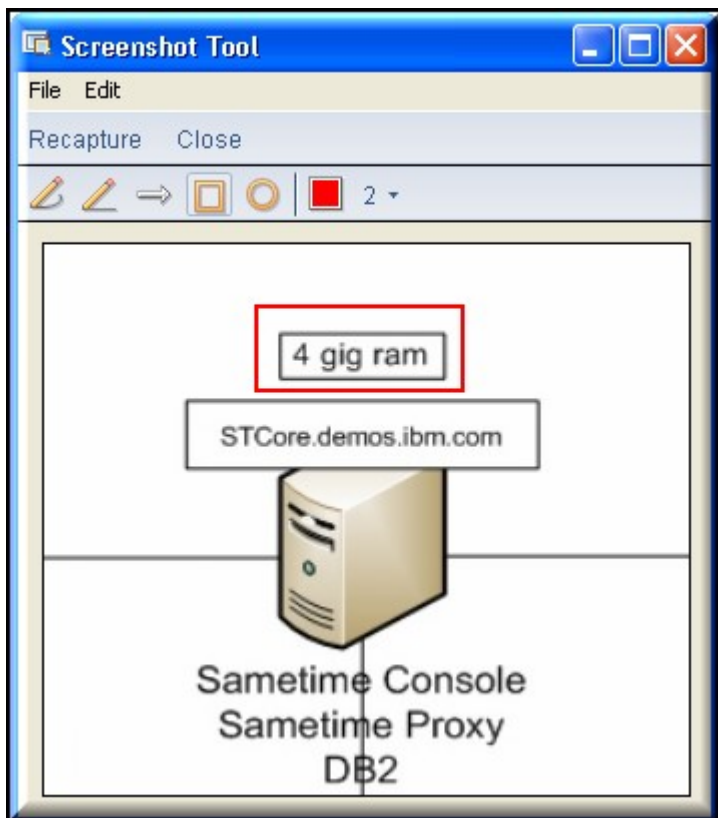 Screenshot Tool
File Edit
Recapture Close
2
4 gig ram
STCore.demos.ibm.com
Sametime Console
Sametime Proxy
DB2